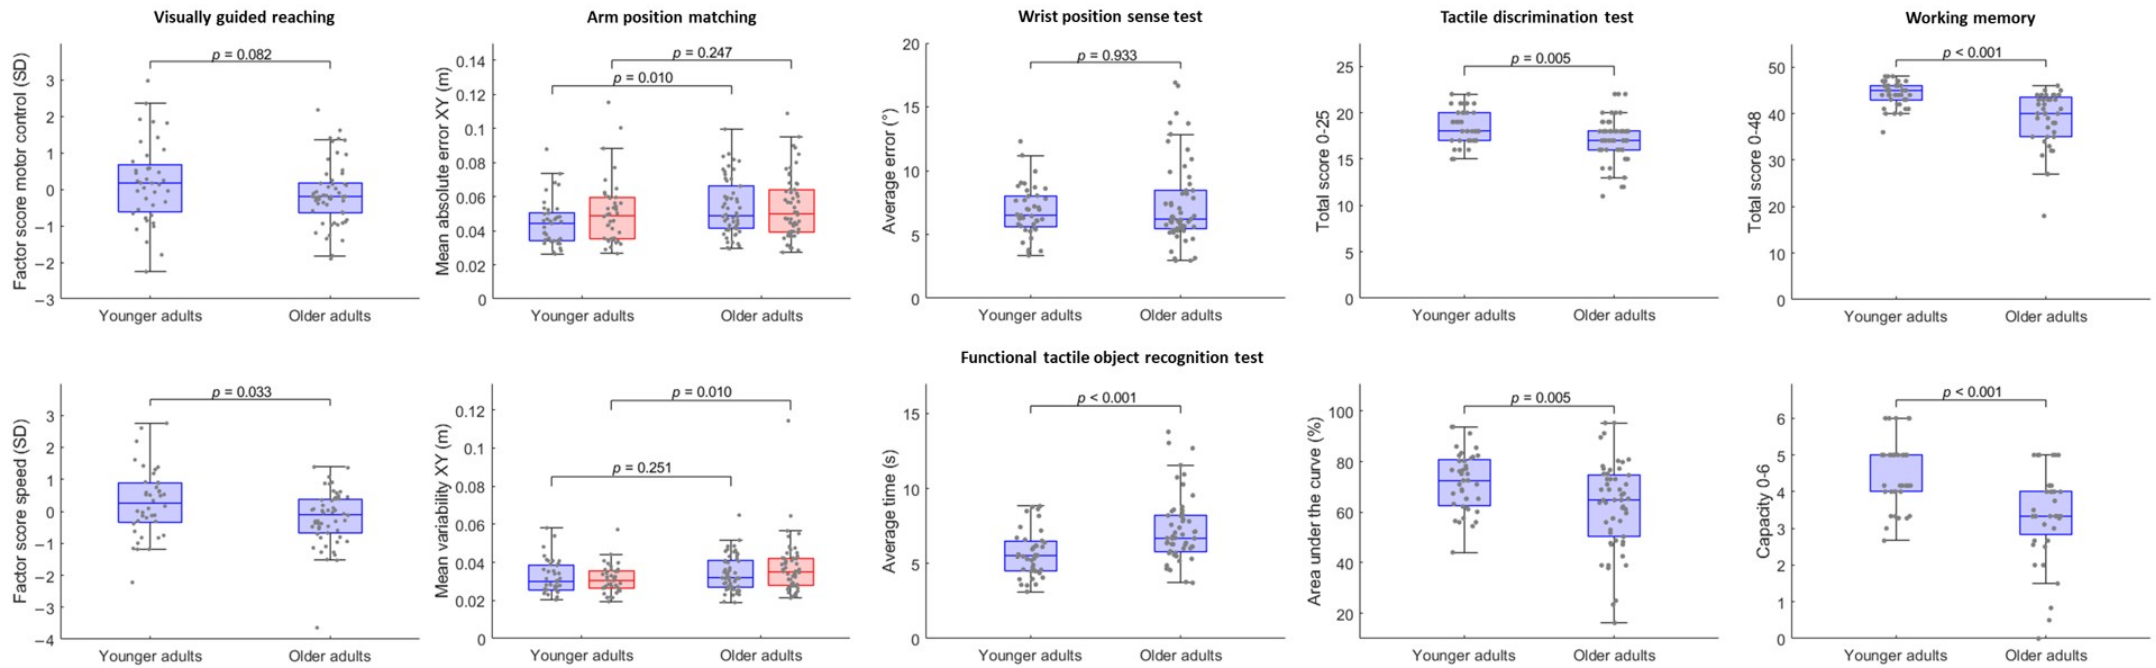 Visually guided reaching
Arm position matching
Wrist position sense test
Tactile discrimination test
Working memory
Factor score motor control (SD)
3
2
1
0
−1
−2
−3
p = 0.082
Younger adults
Older adults
Mean absolute error XY (m)
0.14
0.12
0.1
0.08
0.06
0.04
0.02
0
p = 0.247
p = 0.010
Younger adults
Older adults
Average error (°)
20
15
10
5
0
p = 0.933
Younger adults
Older adults
Total score 0-25
25
20
15
10
5
0
p = 0.005
Younger adults
Older adults
Total score 0-48
50
40
30
20
10
0
p < 0.001
Younger adults
Older adults
Functional tactile object recognition test
Factor score speed (SD)
3
2
1
0
−1
−2
−3
−4
p = 0.033
Younger adults
Older adults
Mean variability XY (m)
0.12
0.1
0.08
0.06
0.04
0.02
0
p = 0.010
p = 0.251
Younger adults
Older adults
Average time (s)
15
10
5
0
p < 0.001
Younger adults
Older adults
Area under the curve (%)
100
80
60
40
20
p = 0.005
Younger adults
Older adults
Capacity 0-6
6
5
4
3
2
1
0
p < 0.001
Younger adults
Older adults